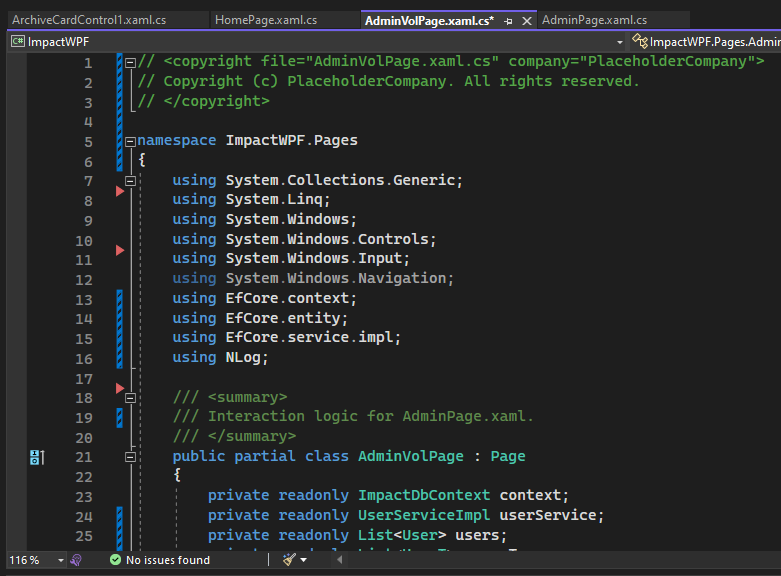 ArchiveCardControl1.xaml.cs HomePage.xaml.cs AdminVolPage.xaml.cs* AdminPage.xaml.cs
C# ImpactWPF ImpactWPF.Pages.Admin
1 // <copyright file="AdminVolPage.xaml.cs" company="PlaceholderCompany">
2 // Copyright (c) PlaceholderCompany. All rights reserved.
3 // </copyright>
4
5 namespace ImpactWPF.Pages
6 {
7 using System.Collections.Generic;
8 using System.Linq;
9 using System.Windows;
10 using System.Windows.Controls;
11 using System.Windows.Input;
12 using System.Windows.Navigation;
13 using EfCore.context;
14 using EfCore.entity;
15 using EfCore.service.impl;
16 using NLog;
17
18 /// <summary>
19 /// Interaction logic for AdminPage.xaml.
20 /// </summary>
21 public partial class AdminVolPage : Page
22 {
23 private readonly ImpactDbContext context;
24 private readonly UserServiceImpl userService;
25 private readonly List<User> users;
116 % No issues found